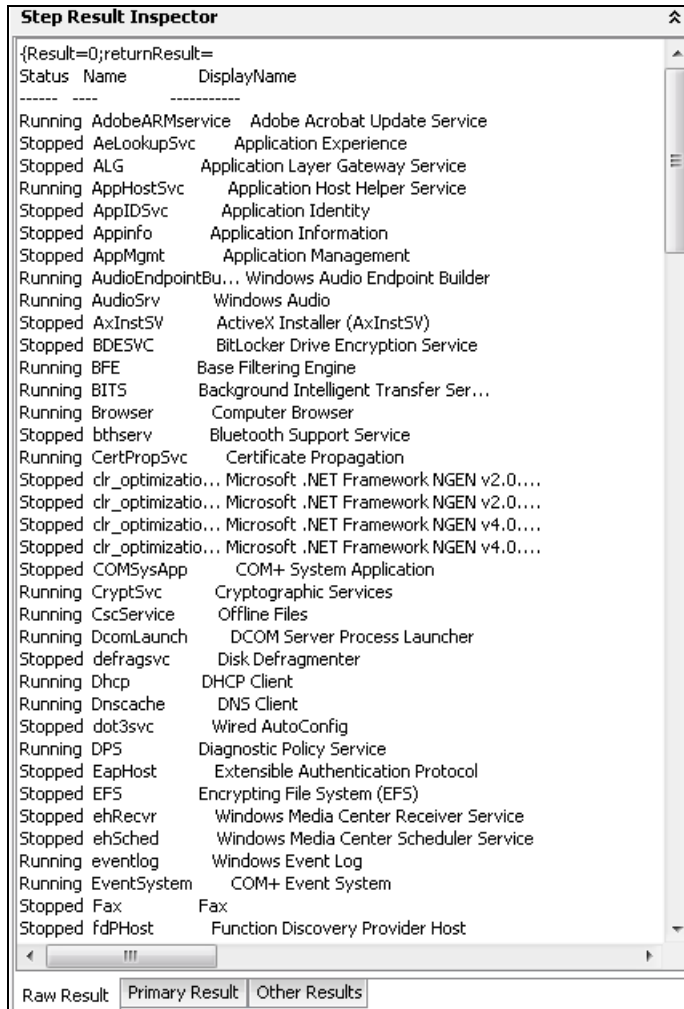 Step Result Inspector
{Result=0;returnResult=
Status Name DisplayName
------ ---- -----------
Running AdobeARMservice Adobe Acrobat Update Service
Stopped AeLookupSvc Application Experience
Stopped ALG Application Layer Gateway Service
Running AppHostSvc Application Host Helper Service
Stopped AppIDSvc Application Identity
Stopped Appinfo Application Information
Stopped AppMgmt Application Management
Running AudioEndpointBu... Windows Audio Endpoint Builder
Running AudioSrv Windows Audio
Stopped AxInstSV ActiveX Installer (AxInstSV)
Stopped BDESVC BitLocker Drive Encryption Service
Running BFE Base Filtering Engine
Running BITS Background Intelligent Transfer Ser...
Running Browser Computer Browser
Stopped bthserv Bluetooth Support Service
Running CertPropSvc Certificate Propagation
Stopped clr_optimizatio... Microsoft .NET Framework NGEN v2.0....
Stopped clr_optimizatio... Microsoft .NET Framework NGEN v2.0....
Stopped clr_optimizatio... Microsoft .NET Framework NGEN v4.0....
Stopped clr_optimizatio... Microsoft .NET Framework NGEN v4.0....
Stopped COMSysApp COM+ System Application
Running CryptSvc Cryptographic Services
Running CscService Offline Files
Running DcomLaunch DCOM Server Process Launcher
Stopped defragsvc Disk Defragmenter
Running Dhcp DHCP Client
Running Dnscache DNS Client
Stopped dot3svc Wired AutoConfig
Running DPS Diagnostic Policy Service
Stopped EapHost Extensible Authentication Protocol
Stopped EFS Encrypting File System (EFS)
Stopped ehRecvr Windows Media Center Receiver Service
Stopped ehSched Windows Media Center Scheduler Service
Running eventlog Windows Event Log
Running EventSystem COM+ Event System
Stopped Fax Fax
Stopped fdPHost Function Discovery Provider Host
Raw Result Primary Result Other Results